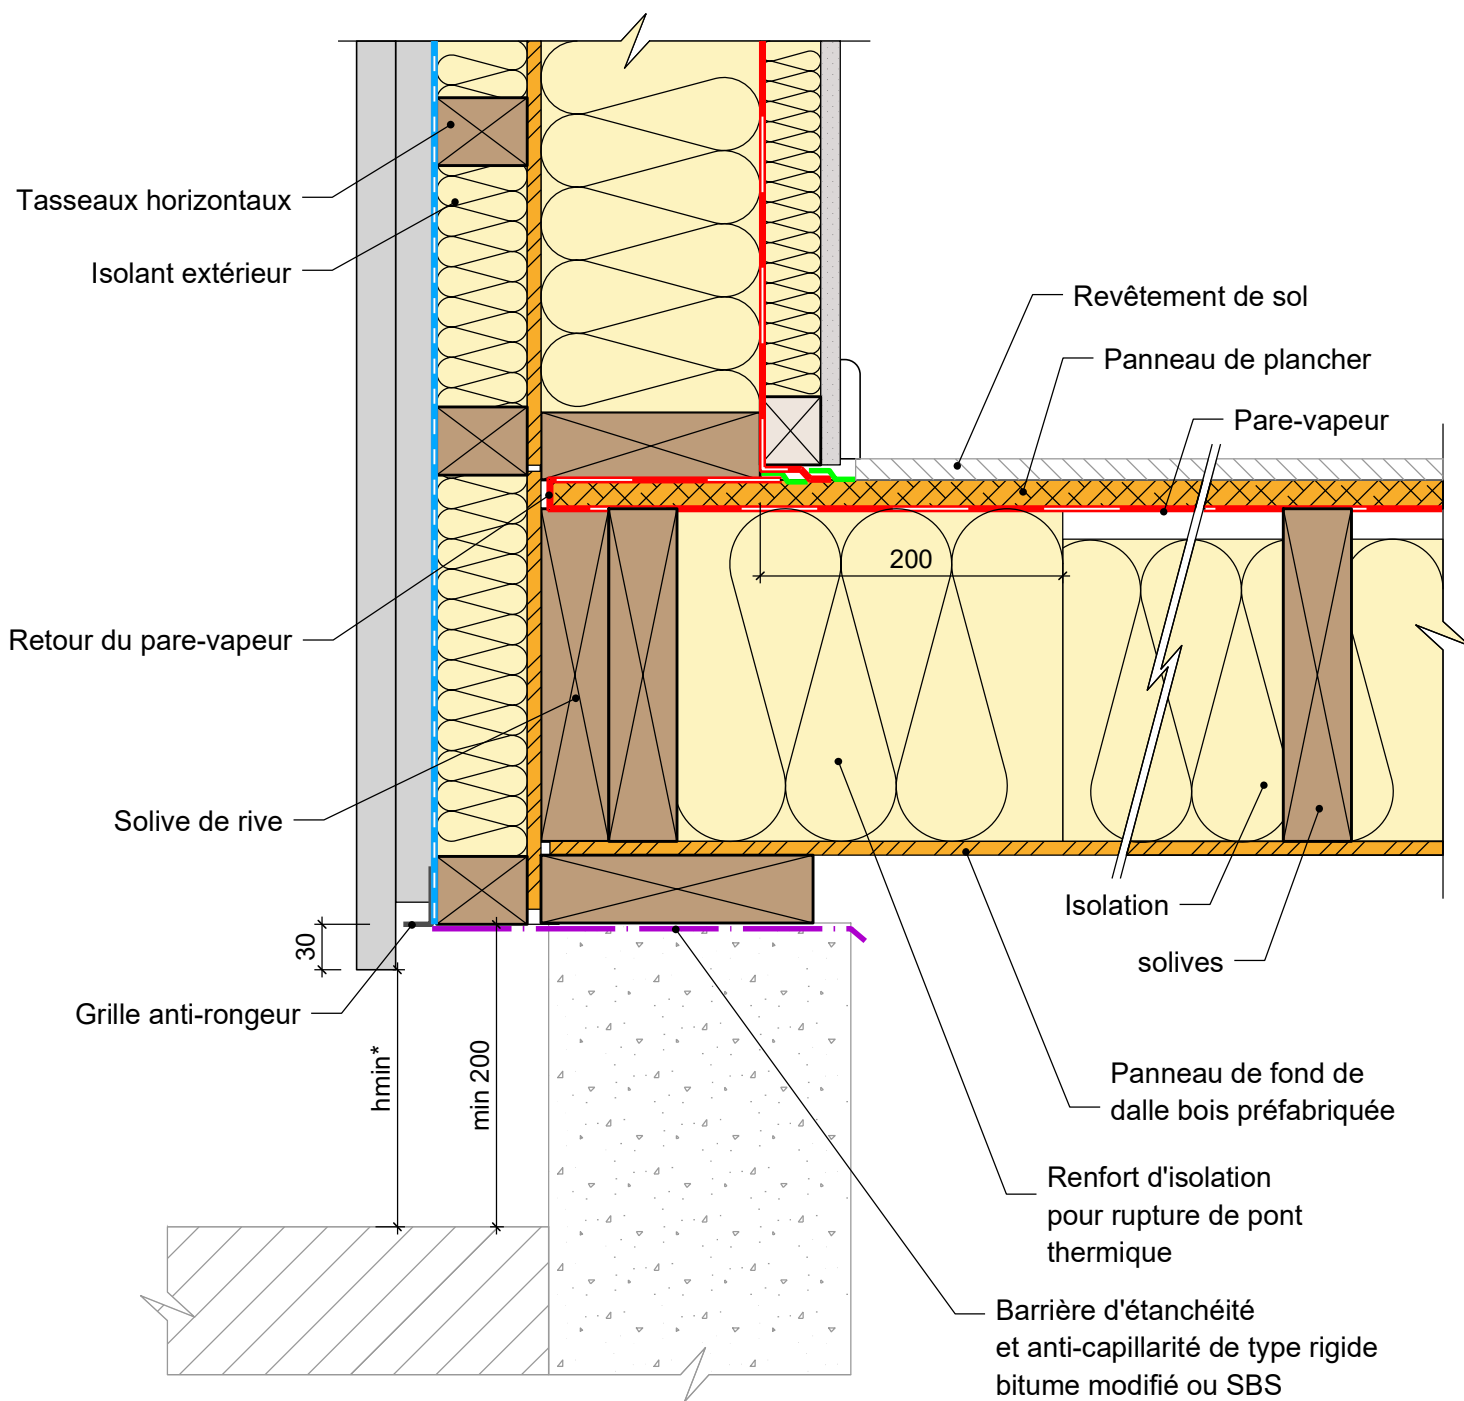 Tasseaux horizontaux
Isolant extérieur
Revêtement de sol
Panneau de plancher
Pare-vapeur
200
Retour du pare-vapeur
Solive de rive
Isolation
solives
30
Grille anti-rongeur
hmin*
min 200
Panneau de fond de
dalle bois préfabriquée
Renfort d'isolation
pour rupture de pont
thermique
Barrière d'étanchéité
et anti-capillarité de type rigide
bitume modifié ou SBS